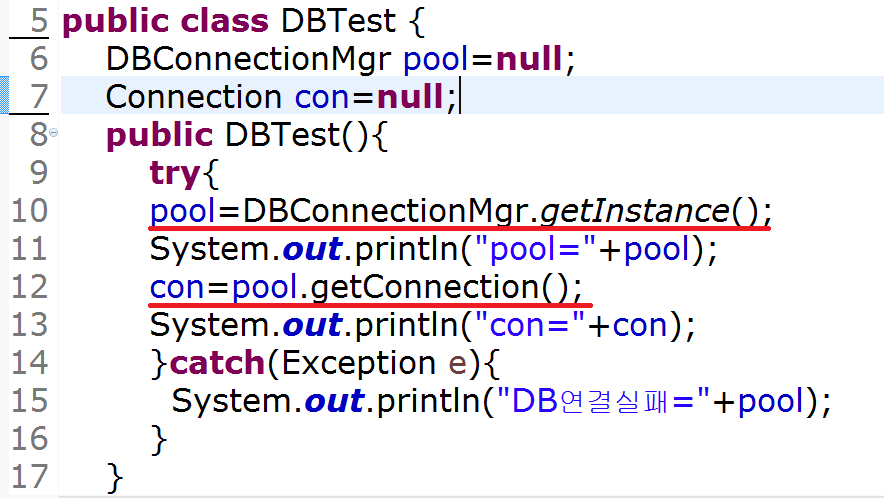 5 public class DBTest {
6 DBConnectionMgr pool=null;
7 Connection con=null;
8 public DBTest(){
9 try{
10 pool=DBConnectionMgr.getInstance();
11 System.out.println("pool="+pool);
12 con=pool.getConnection();
13 System.out.println("con="+con);
14 }catch(Exception e){
15 System.out.println("DB연결실패="+pool);
16 }
17 }